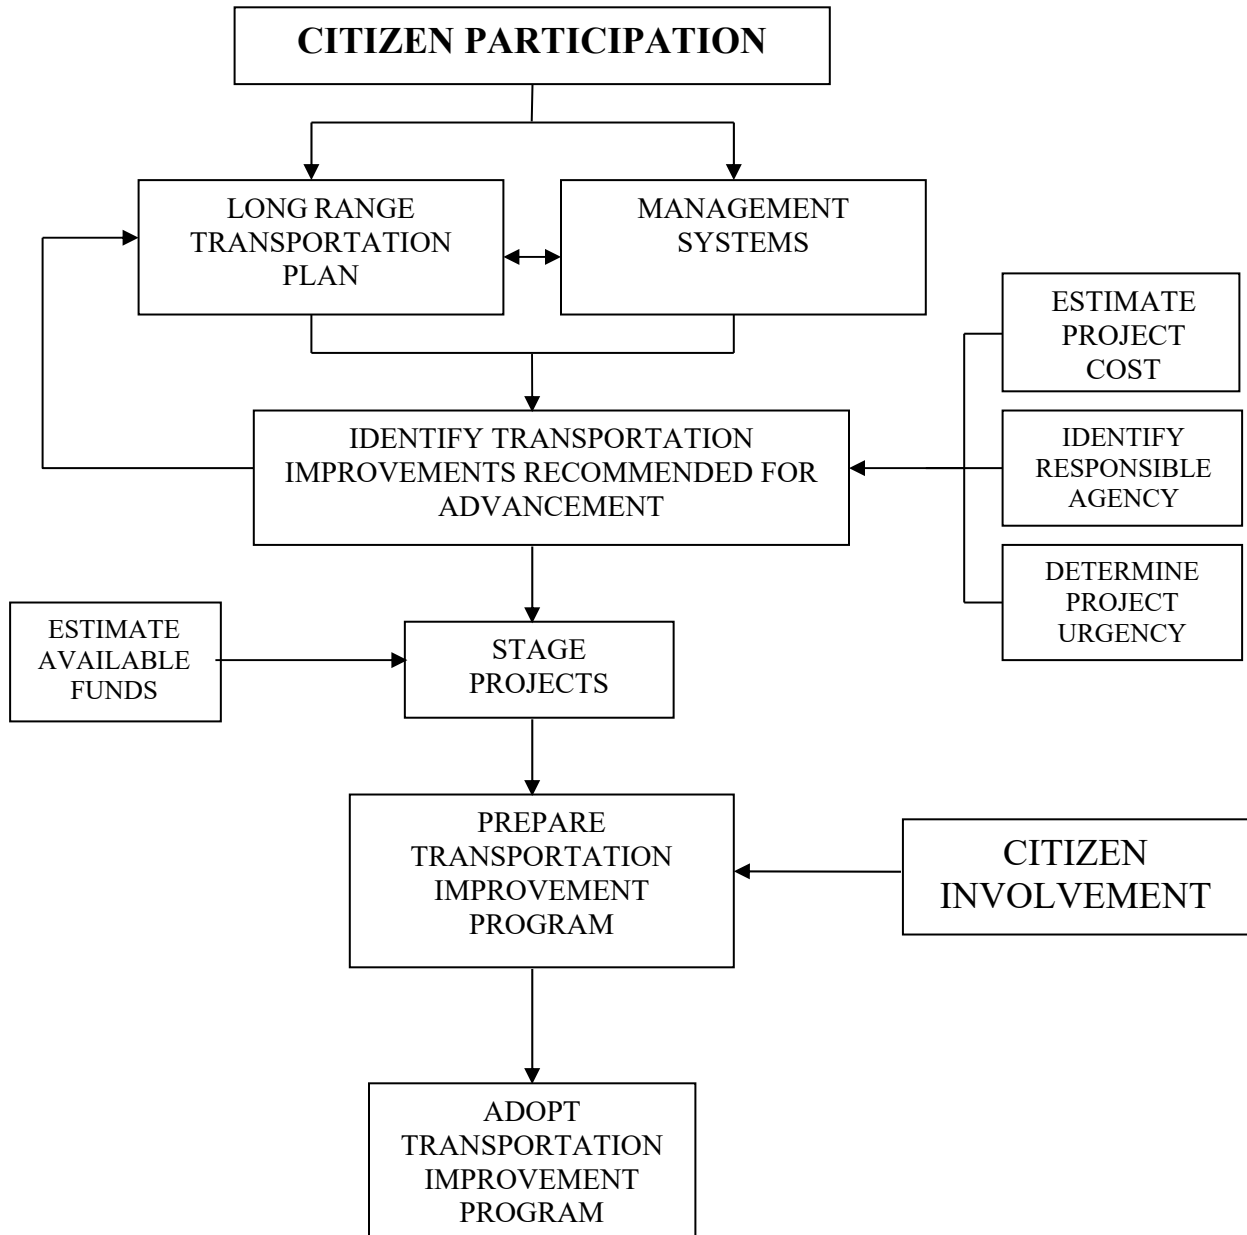 CITIZEN PARTICIPATION
LONG RANGE
TRANSPORTATION
PLAN
MANAGEMENT
SYSTEMS
ESTIMATE
PROJECT
COST
IDENTIFY TRANSPORTATION
IMPROVEMENTS RECOMMENDED FOR
ADVANCEMENT
IDENTIFY
RESPONSIBLE
AGENCY
DETERMINE
PROJECT
URGENCY
ESTIMATE
AVAILABLE
FUNDS
STAGE
PROJECTS
PREPARE
TRANSPORTATION
IMPROVEMENT
PROGRAM
CITIZEN
INVOLVEMENT
ADOPT
TRANSPORTATION
IMPROVEMENT
PROGRAM